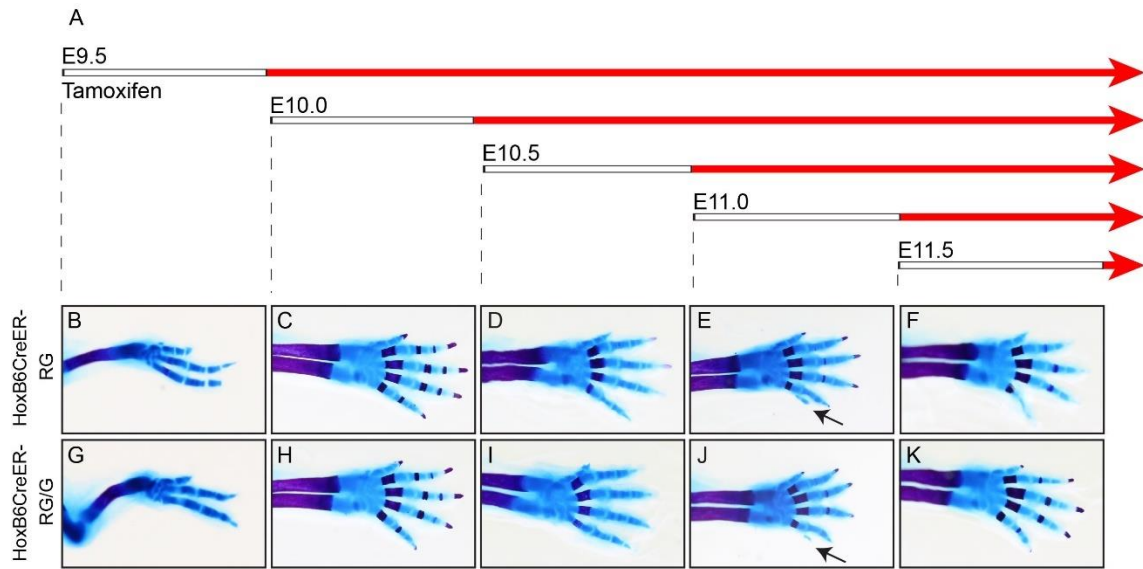 A
E9.5
Tamoxifen
E10.0
E10.5
E11.0
E11.5
HoxB6CreER-
RG
B
C
D
E
F
HoxB6CreER-
RG/G
G
H
I
J
K